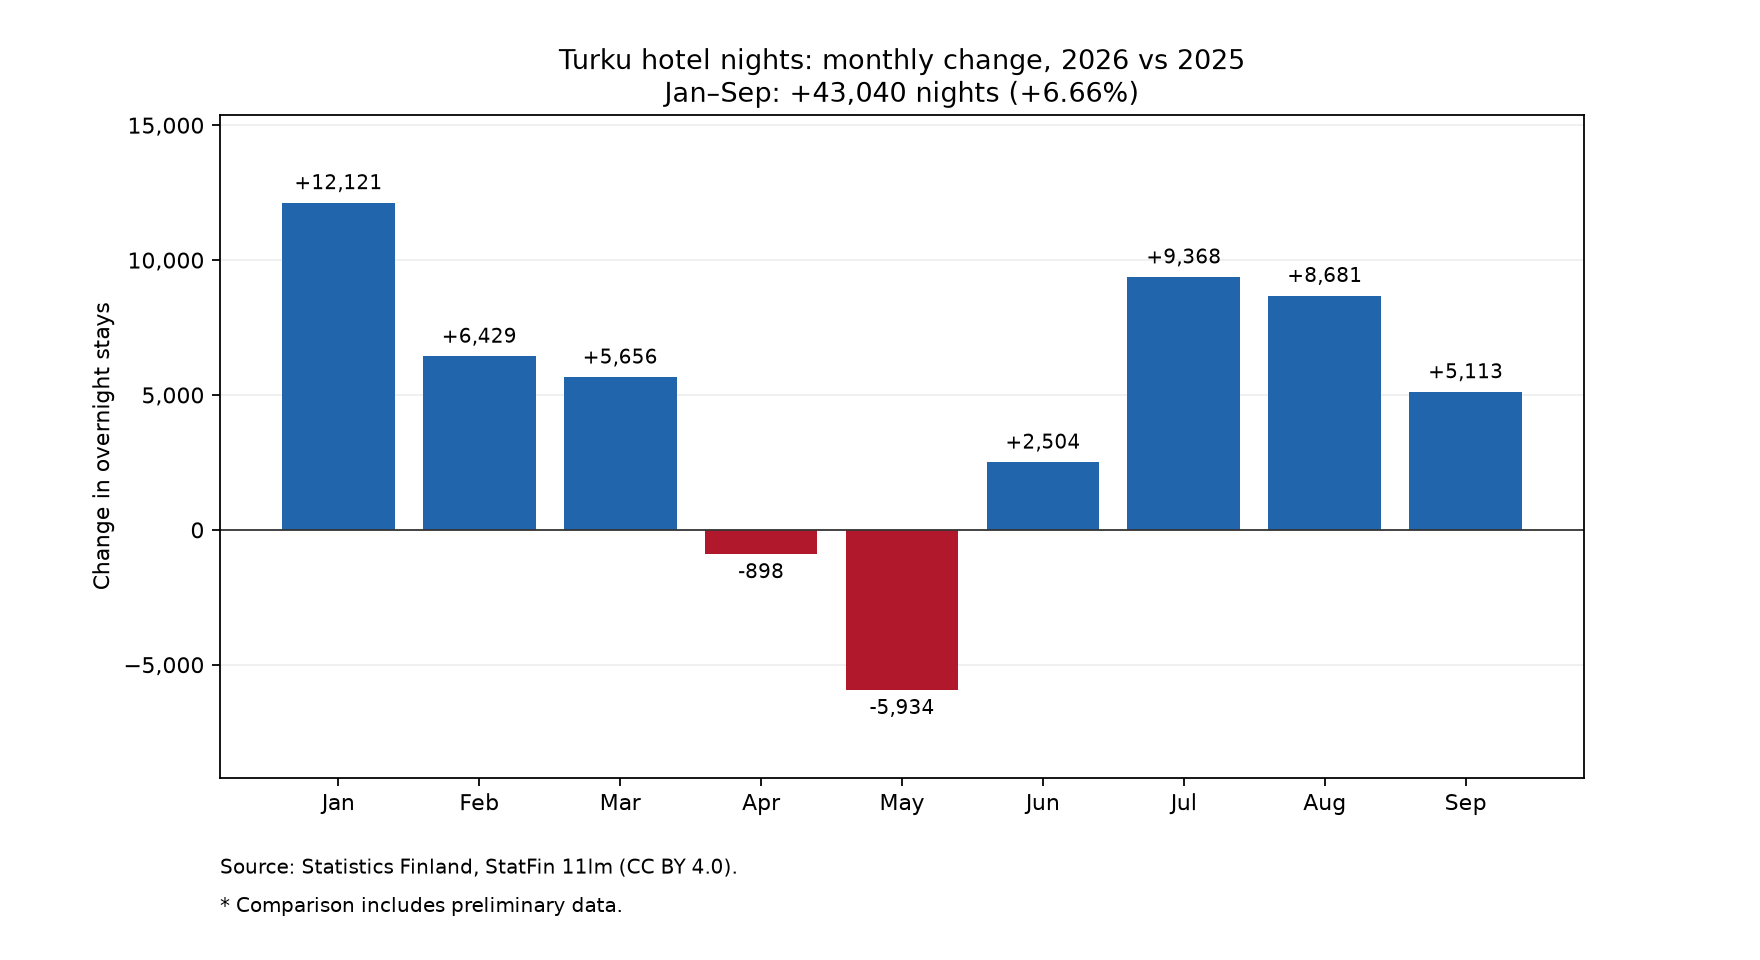 Turku hotel nights: monthly change, 2026 vs 2025
Jan–Sep: +43,040 nights (+6.66%)
Change in overnight stays
15,000
10,000
5,000
0
−5,000
+12,121
+6,429
+5,656
-898
-5,934
+2,504
+9,368
+8,681
+5,113
Jan Feb Mar Apr May Jun Jul Aug Sep
Source: Statistics Finland, StatFin 11lm (CC BY 4.0).
* Comparison includes preliminary data.